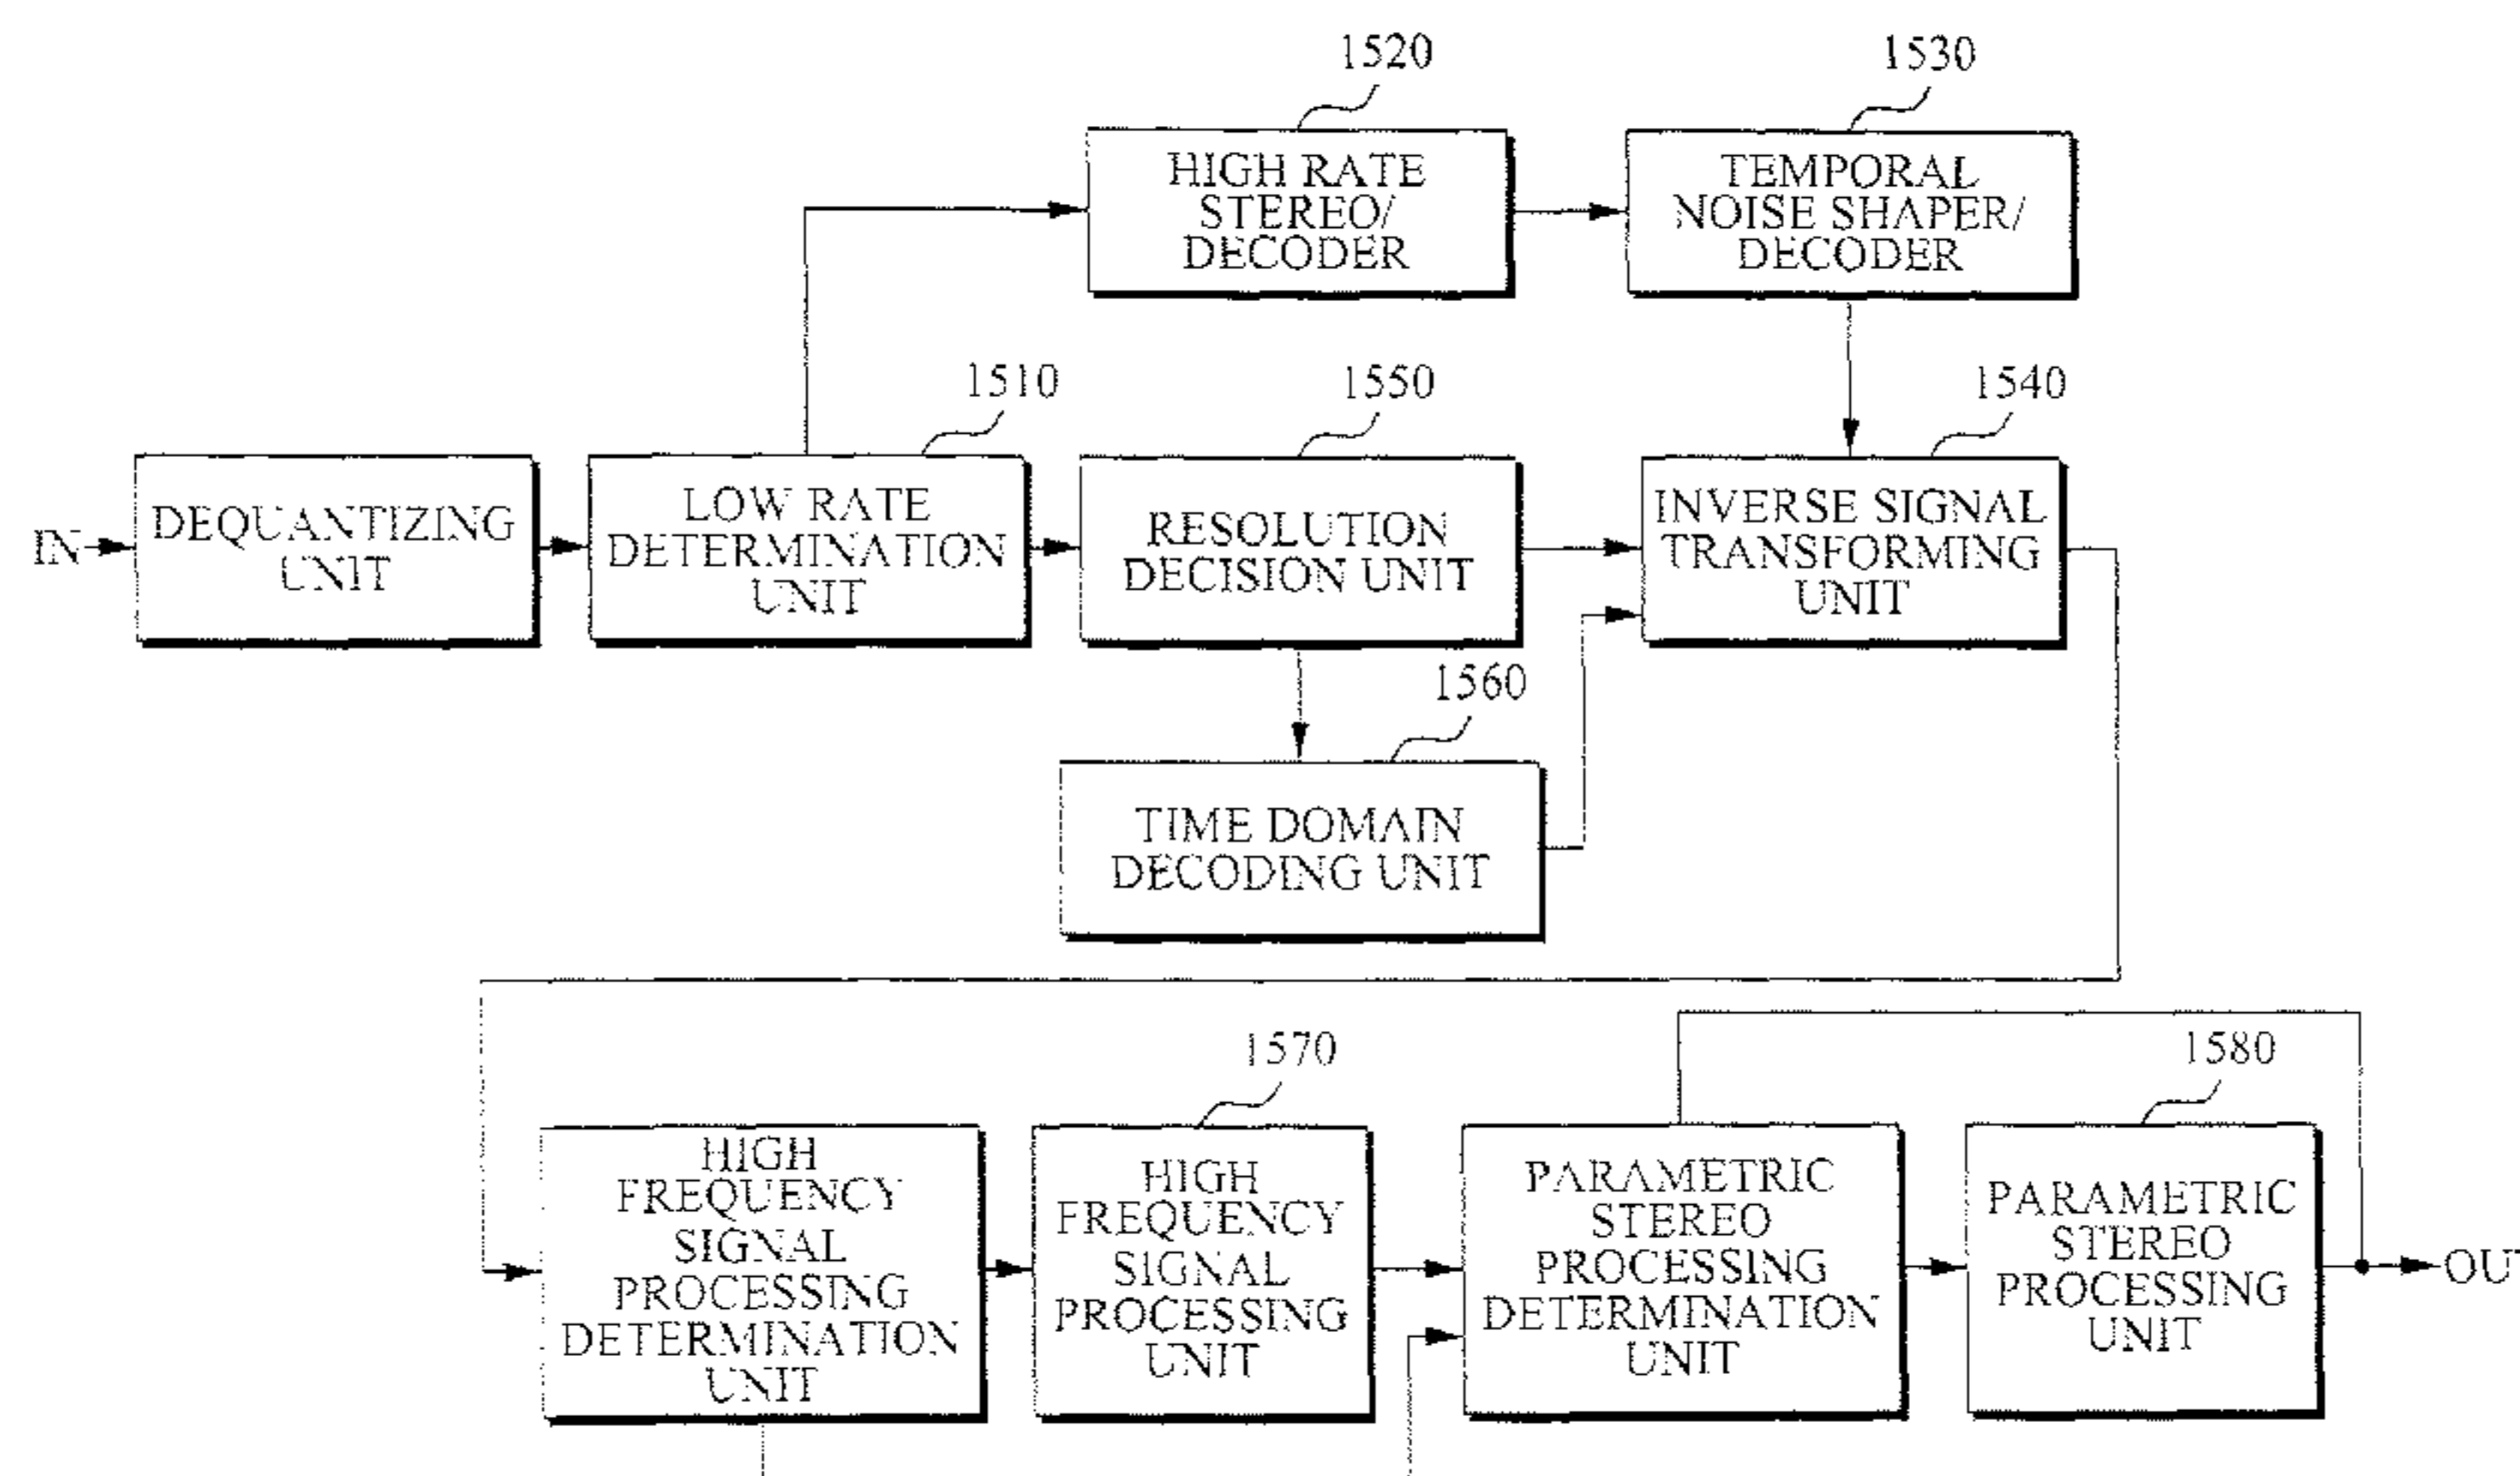 1520
1530
HIGH RATE
STEREO/
DECODER
TEMPORAL
NOISE SHAPER/
DECODER
1510
1550
1540
IN
DEQUANTIZING
UNIT
LOW RATE
DETERMINATION
UNIT
RESOLUTION
DECISION UNIT
INVERSE SIGNAL
TRANSFORMING
UNIT
1560
TIME DOMAIN
DECODING UNIT
1570
1580
HIGH
FREQUENCY
SIGNAL
PROCESSING
DETERMINATION
UNIT
HIGH
FREQUENCY
SIGNAL
PROCESSING
UNIT
PARAMETRIC
STEREO
PROCESSING
DETERMINATION
UNIT
PARAMETRIC
STEREO
PROCESSING
UNIT